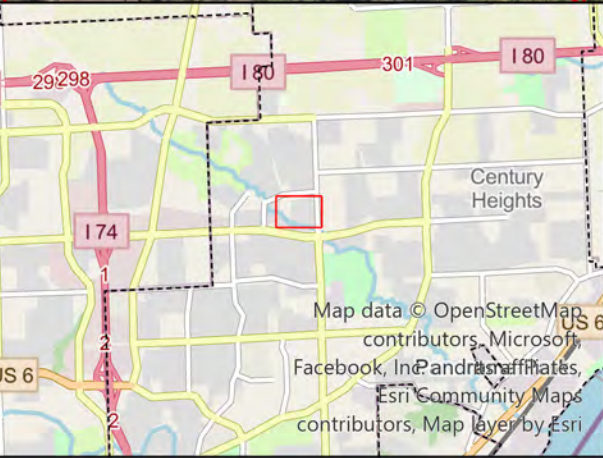 I 80
301
I 80
298
Century
Heights
I 74
1
Map data © OpenStreetMap
contributors, Microsoft,
US 6
2
Facebook, Inc. and its affiliates,
US 6
Esri Community Maps
2
contributors, Map layer by Esri